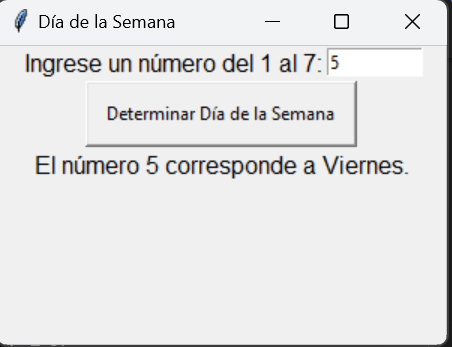 Día de la Semana
Ingrese un número del 1 al 7: 5
Determinar Día de la Semana
El número 5 corresponde a Viernes.